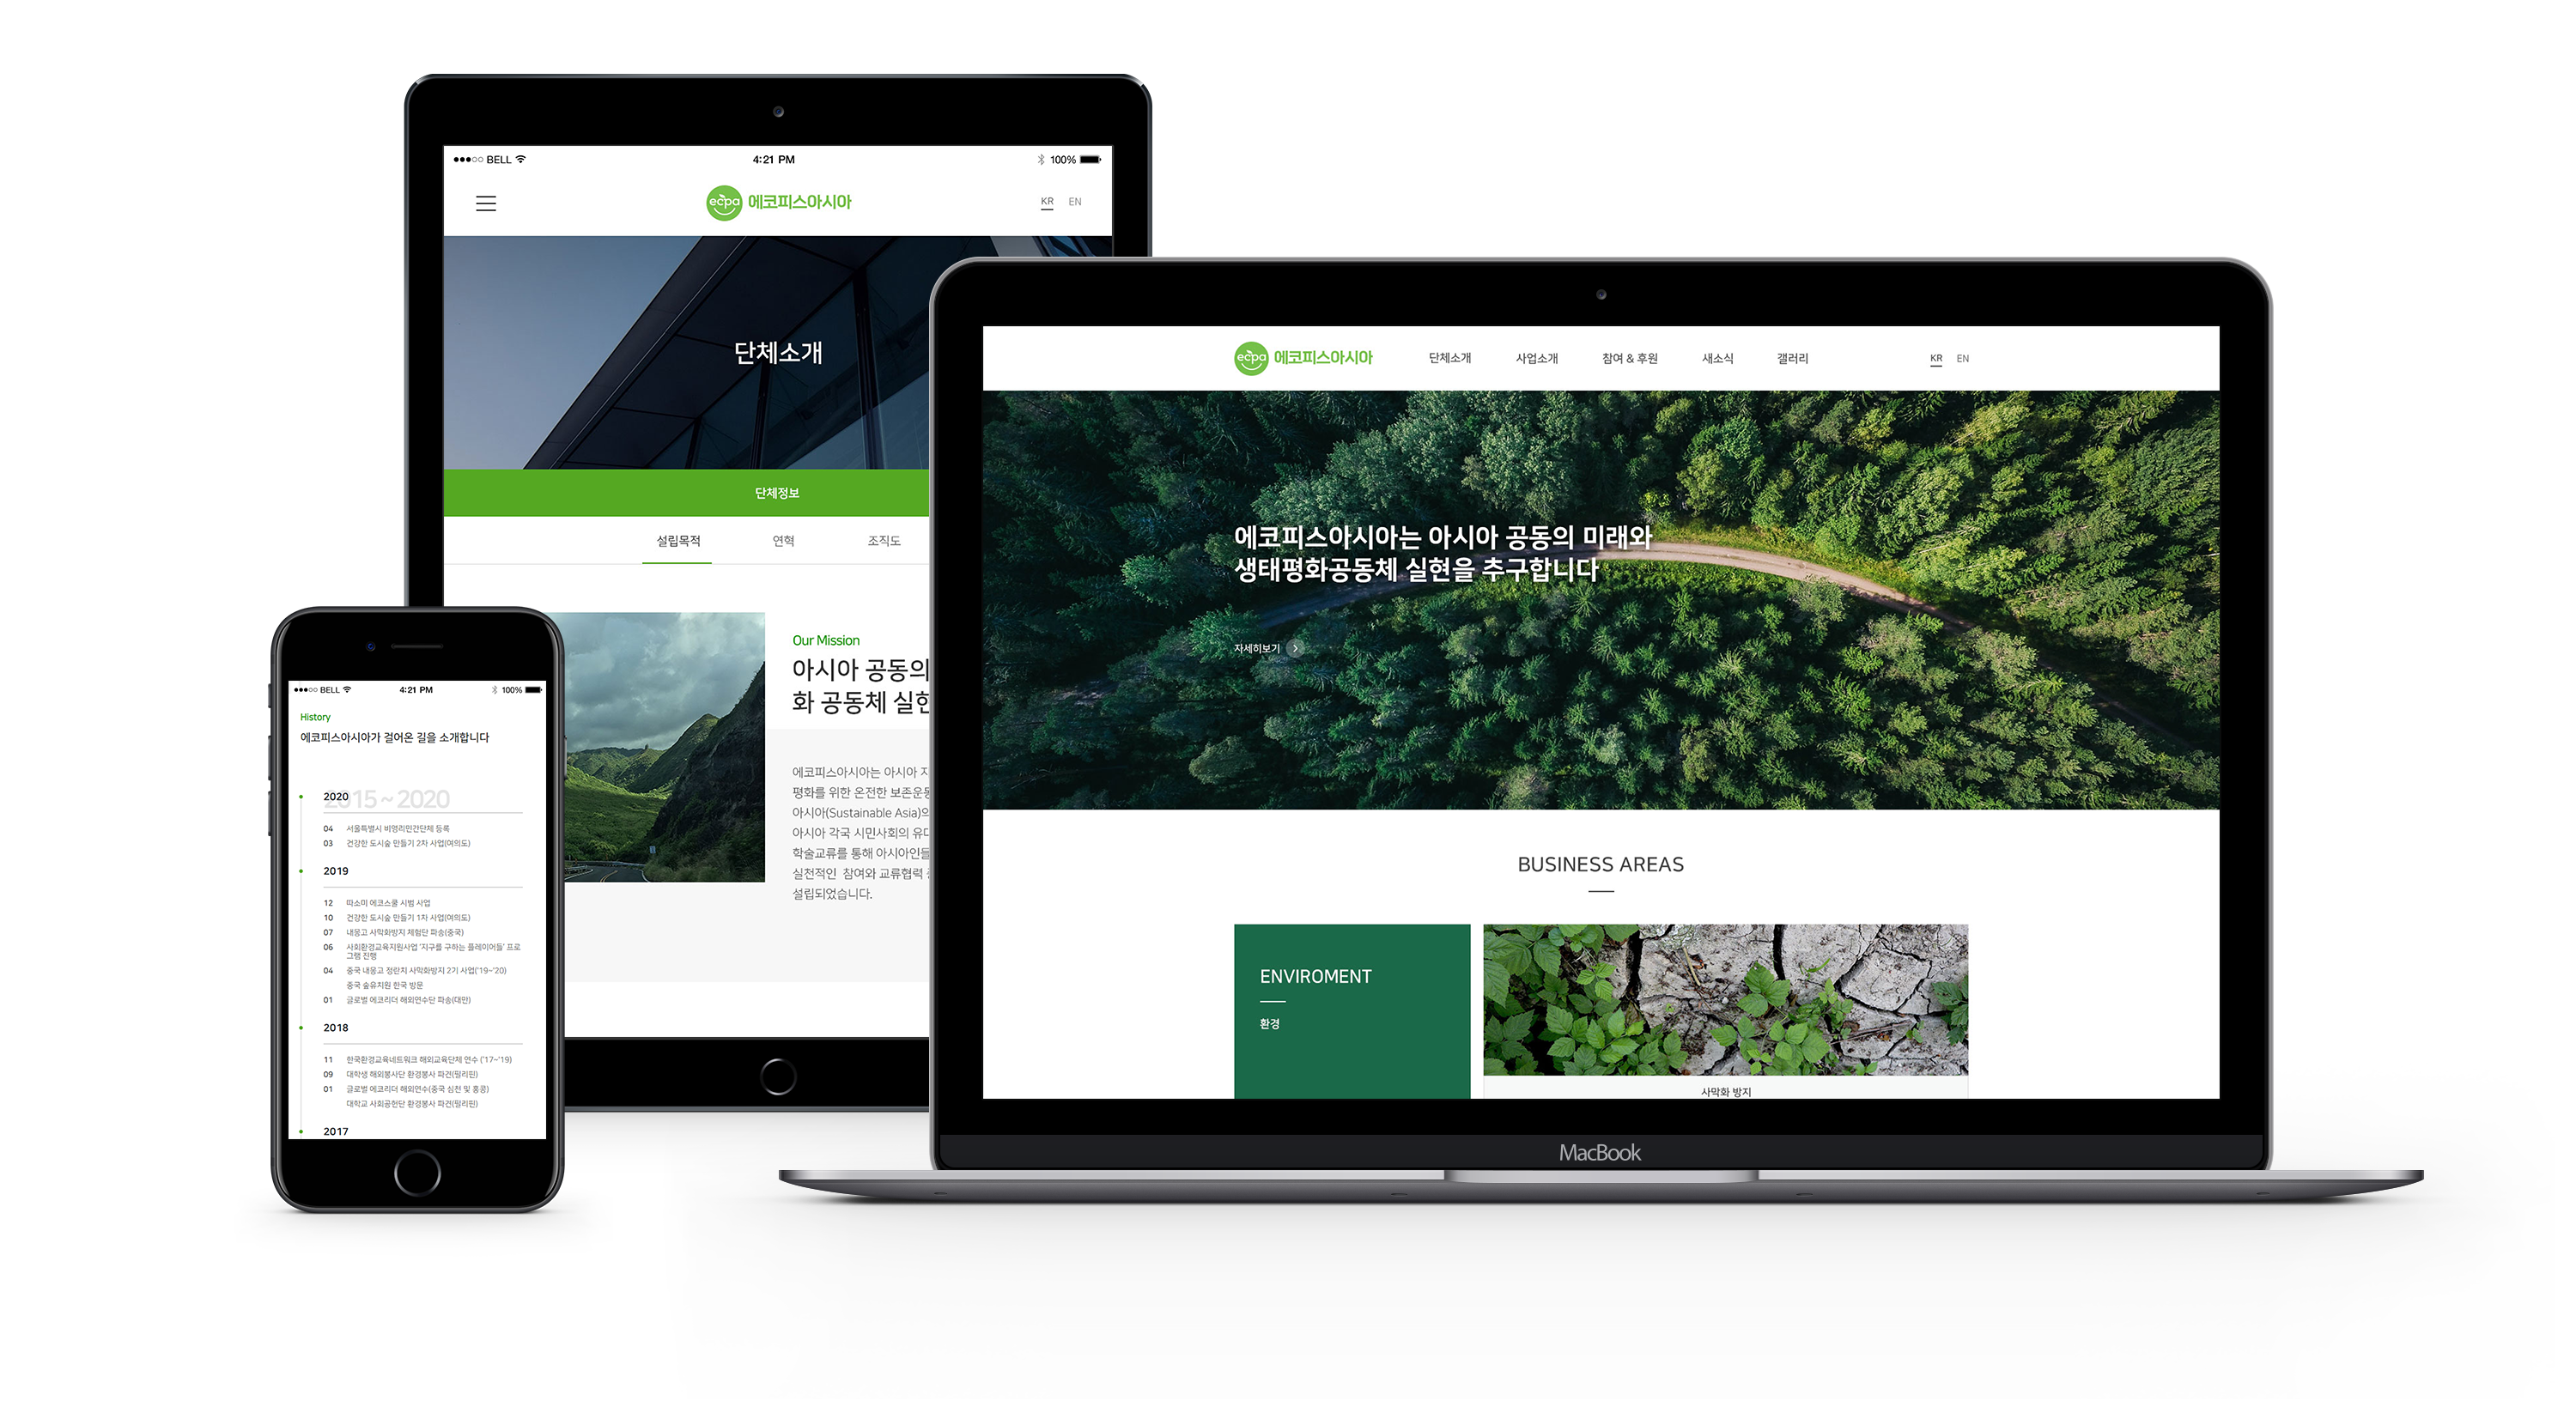 BELL
4:21 PM
100%
ecpa 에코피스아시아
KR EN
단체소개
단체정보
설립목적 연혁 조직도
Our Mission
아시아 공동의
화 공동체 실현
에코피스아시아는 아시아 지
평화를 위한 온전한 보존운동
아시아(Sustainable Asia)의
아시아 각국 시민사회의 유대
학술교류를 통해 아시아인들
실천적인 참여와 교류협력
설립되었습니다.
BELL
4:21 PM
100%
History
에코피스아시아가 걸어온 길을 소개합니다
2015 ~ 2020
2020
04 서울특별시 비영리민간단체 등록
03 건강한 도시숲 만들기 2차 사업(여의도)
2019
12 따소미 에코스쿨 시범 사업
10 건강한 도시숲 만들기 1차 사업(여의도)
07 내몽고 사막화방지 체험단 파송(중국)
06 사회환경교육지원사업 '지구를 구하는 플레이어들' 프로
그램 진행
04 중국 내몽고 정란치 사막화방지 2기 사업('19~'20)
중국 숲유치원 한국 방문
01 글로벌 에코리더 해외연수단 파송(대만)
2018
11 한국환경교육네트워크 해외교육단체 연수 ('17~'19)
09 대학생 해외봉사단 환경봉사 파견(필리핀)
01 글로벌 에코리더 해외연수(중국 심천 및 홍콩)
대학교 사회공헌단 환경봉사 파견(필리핀)
2017
ecpa 에코피스아시아 단체소개 사업소개 참여 & 후원 새소식 갤러리 KR EN
에코피스아시아는 아시아 공동의 미래와
생태평화공동체 실현을 추구합니다
자세히보기
BUSINESS AREAS
ENVIROMENT
환경
사막화 방지
MacBook